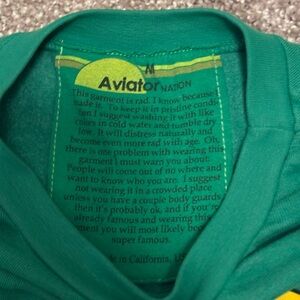 M
Aviator NATION
This garment is rad. I know because I
made it. To keep it in pristine condi-
tion I suggest washing it with like
colors in cold water and tumble dry
low. It will distress naturally and
become even more rad with age. Oh,
there is one problem with wearing this
garment I must warn you about:
People will come out of no where and
want to know who you are. I suggest
not wearing it in a crowded place
unless you have a couple body guards,
then it's probably ok. and if you're
already famous and wearing this
garment you will most likely become
super famous.
in California,